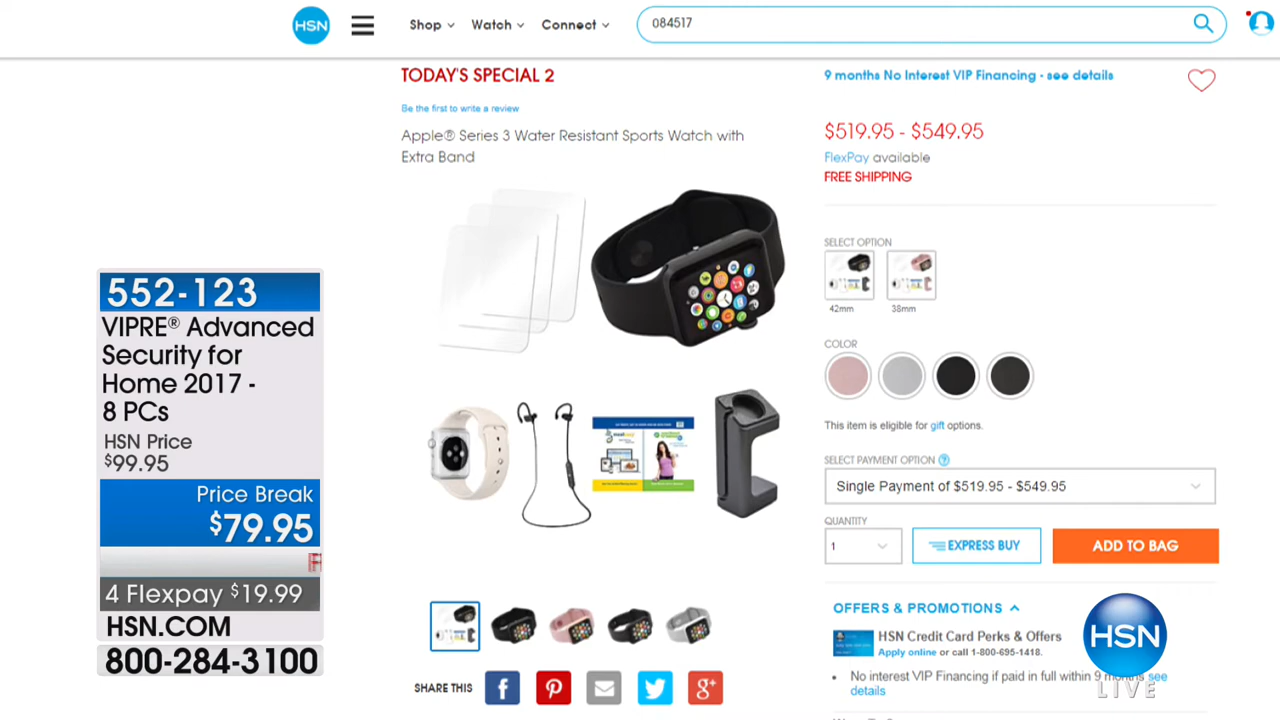 HSN
Shop
Watch
Connect
084517
TODAY'S SPECIAL 2
Be the first to write a review
Apple® Series 3 Water Resistant Sports Watch with
Extra Band
9 months No Interest VIP Financing - see details
$519.95 - $549.95
FlexPay available
FREE SHIPPING
SELECT OPTION
42mm
38mm
COLOR
This item is eligible for gift options.
SELECT PAYMENT OPTION ?
Single Payment of $519.95 - $549.95
QUANTITY
1
EXPRESS BUY
ADD TO BAG
OFFERS & PROMOTIONS
HSN Credit Card Perks & Offers
Apply online or call 1-800-695-1418.
No interest VIP Financing if paid in full within 9 months see
details
SHARE THIS
552-123
VIPRE® Advanced
Security for
Home 2017 -
8 PCs
HSN Price
$99.95
Price Break
$79.95
4 Flexpay $19.99
HSN.COM
800-284-3100
HSN
LIVE